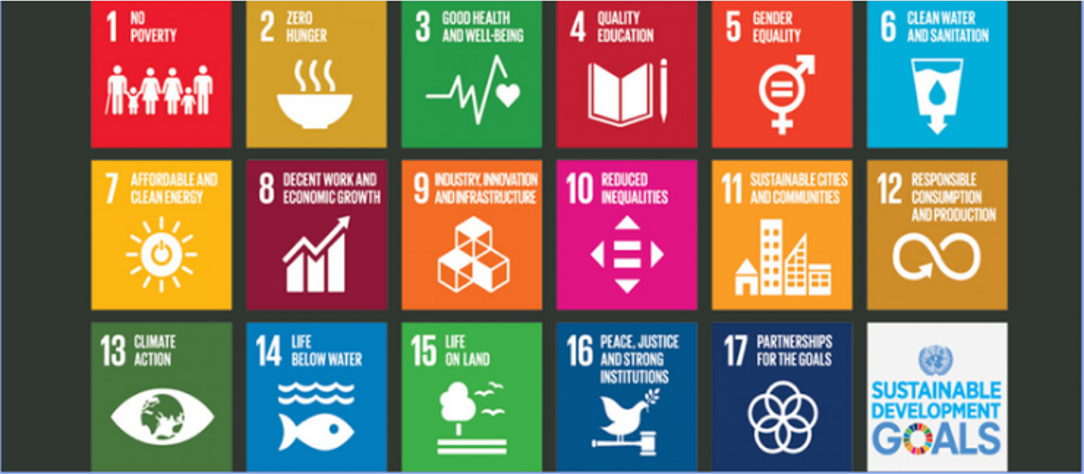 1 NO
POVERTY
2 ZERO
HUNGER
3 GOOD HEALTH
AND WELL-BEING
4 QUALITY
EDUCATION
5 GENDER
EQUALITY
6 CLEAN WATER
AND SANITATION
7 AFFORDABLE AND
CLEAN ENERGY
8 DECENT WORK AND
ECONOMIC GROWTH
9 INDUSTRY, INNOVATION
AND INFRASTRUCTURE
10 REDUCED
INEQUALITIES
11 SUSTAINABLE CITIES
AND COMMUNITIES
12 RESPONSIBLE
CONSUMPTION
AND PRODUCTION
13 CLIMATE
ACTION
14 LIFE
BELOW WATER
15 LIFE
ON LAND
16 PEACE, JUSTICE
AND STRONG
INSTITUTIONS
17 PARTNERSHIPS
FOR THE GOALS
SUSTAINABLE
DEVELOPMENT
GOALS